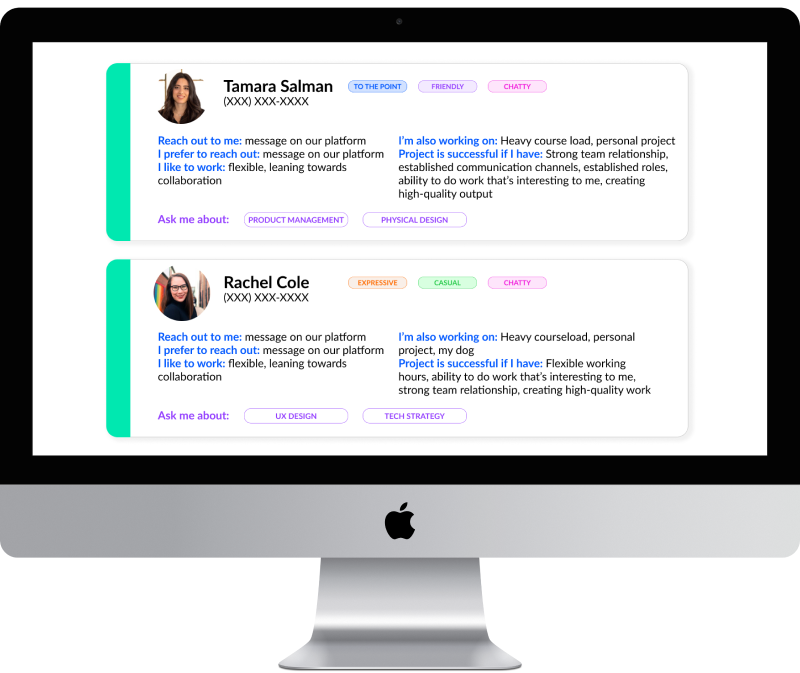 Tamara Salman
(XXX) XXX-XXXX
TO THE POINT
FRIENDLY
CHATTY
Reach out to me: message on our platform
I prefer to reach out: message on our platform
I like to work: flexible, leaning towards
collaboration
I'm also working on: Heavy course load, personal project
Project is successful if I have: Strong team relationship,
established communication channels, established roles,
ability to do work that's interesting to me, creating
high-quality output
Ask me about:
PRODUCT MANAGEMENT
PHYSICAL DESIGN
Rachel Cole
(XXX) XXX-XXXX
EXPRESSIVE
CASUAL
CHATTY
Reach out to me: message on our platform
I prefer to reach out: message on our platform
I like to work: flexible, leaning towards
collaboration
I'm also working on: Heavy courseload, personal
project, my dog
Project is successful if I have: Flexible working
hours, ability to do work that's interesting to me,
strong team relationship, creating high-quality work
Ask me about:
UX DESIGN
TECH STRATEGY